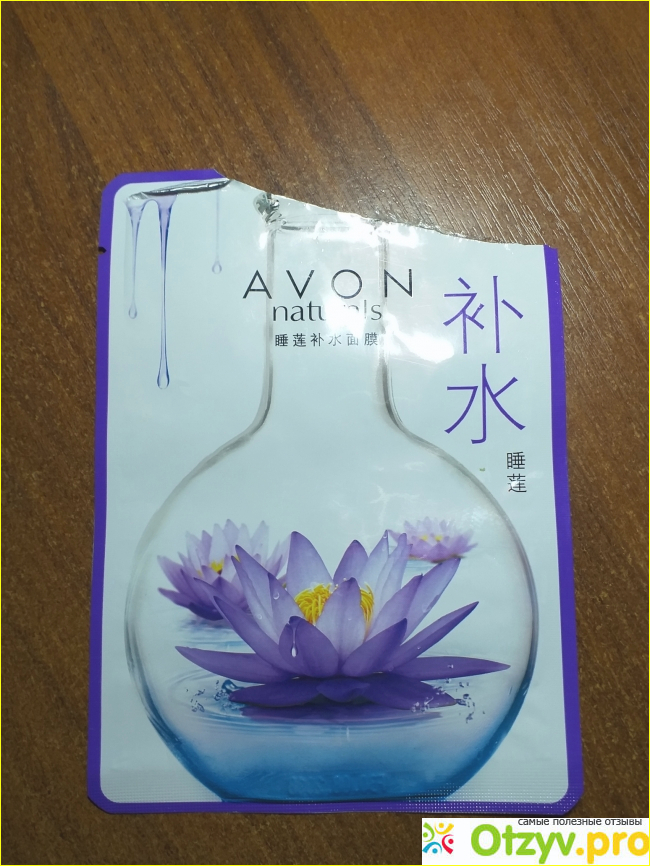 AVON
naturals
睡莲补水面膜
补水
睡莲
самые полезные отзывы
Otzyv.pro